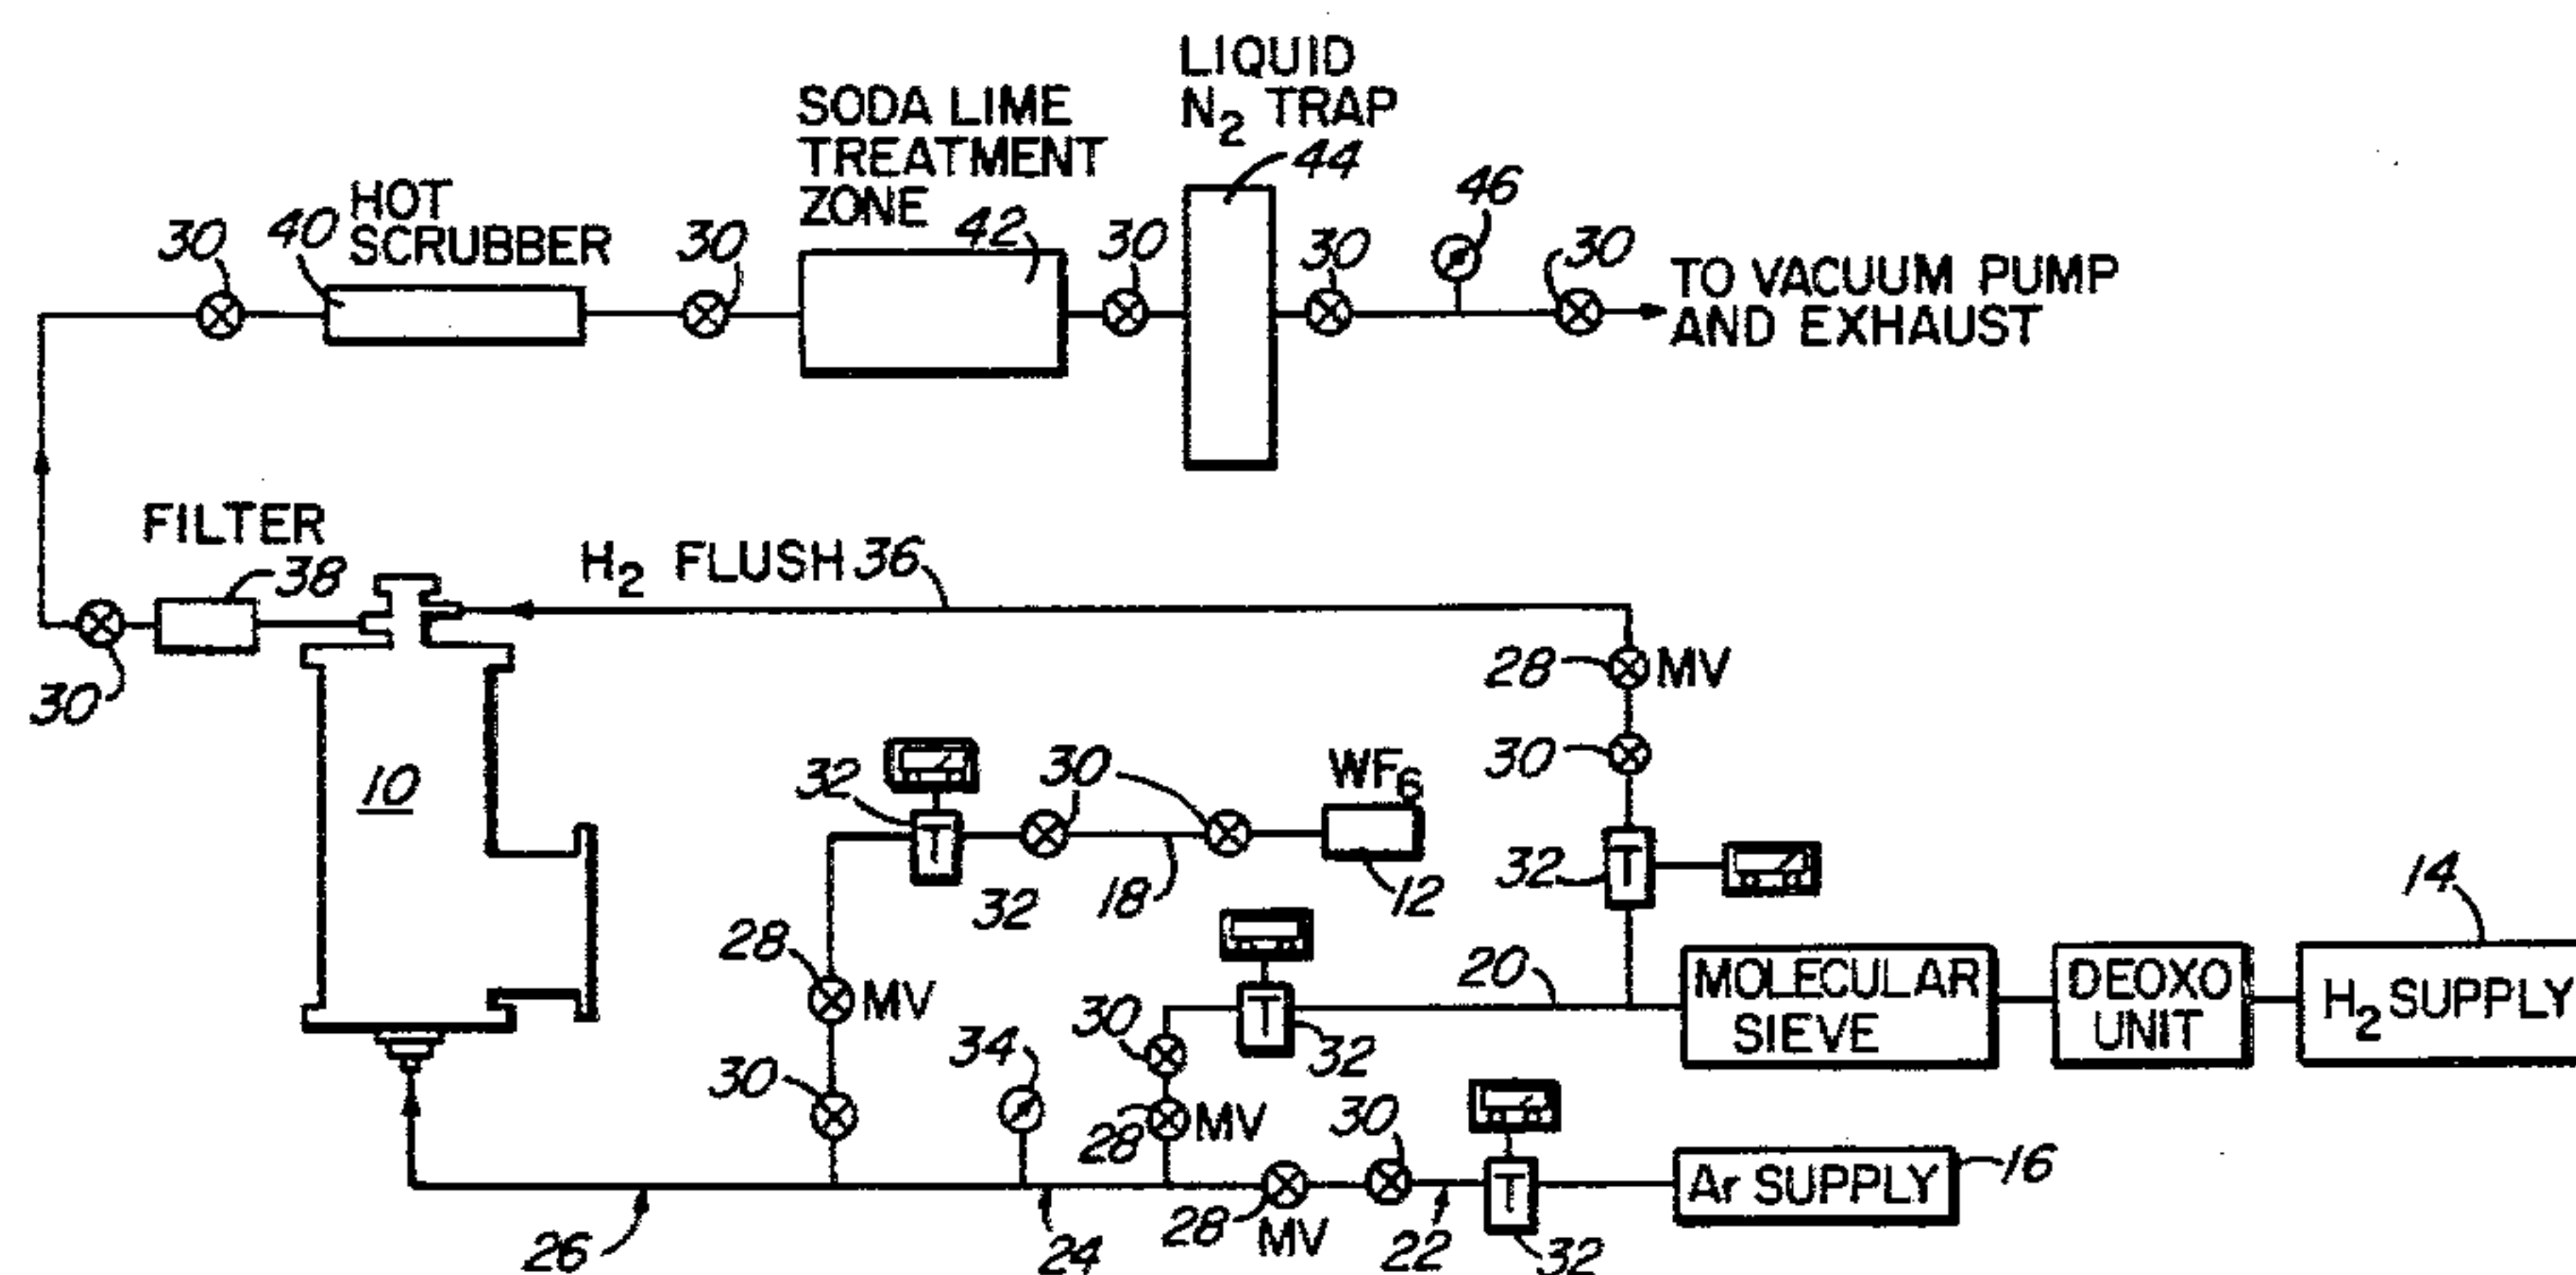 LIQUID
N2 TRAP
44
SODA LIME
TREATMENT
ZONE
42
HOT
SCRUBBER
40
30
30
30
30
46
30
TO VACUUM PUMP
AND EXHAUST
FILTER
38
30
H2 FLUSH 36
28 MV
30
32
10
32
30
WF6
32
18
12
14
28
MV
30
34
30
20
32
MOLECULAR
SIEVE
DEOXO
UNIT
H2 SUPPLY
28
MV
30
Ar SUPPLY
16
26
24
28
MV
22
32